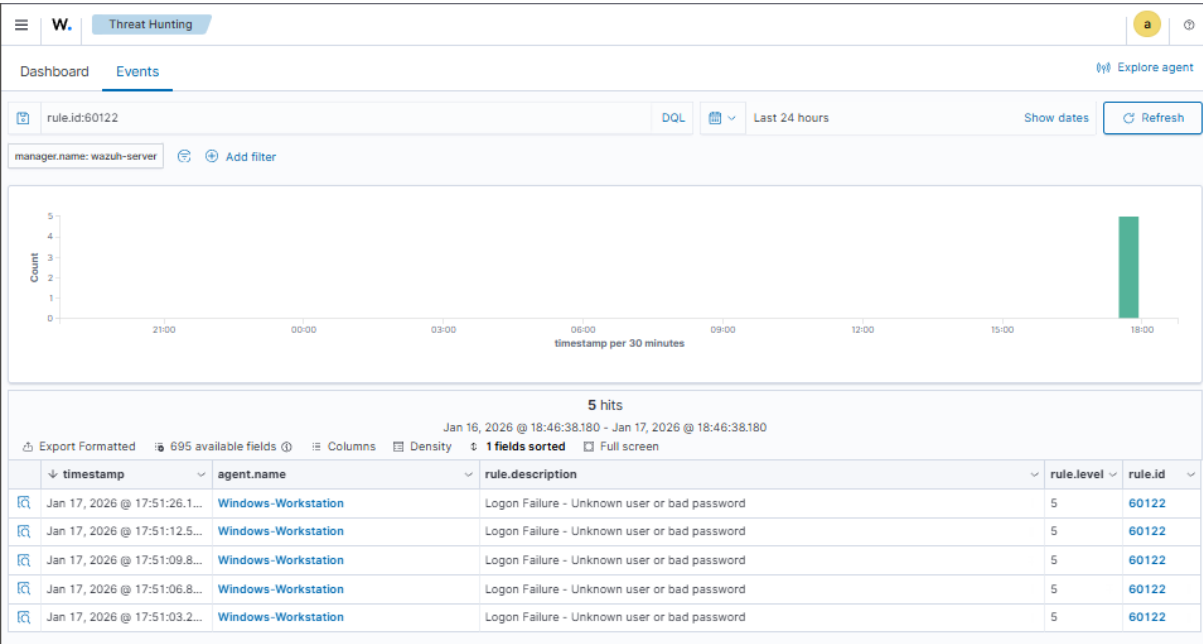 W. Threat Hunting a
Dashboard Events Explore agent
rule.id:60122 DQL Last 24 hours Show dates Refresh
manager.name: wazuh-server Add filter
5
4
3
2
1
0
Count
21:00 00:00 03:00 06:00 09:00 12:00 15:00 18:00
timestamp per 30 minutes
5 hits
Jan 16, 2026 @ 18:46:38.180 - Jan 17, 2026 @ 18:46:38.180
Export Formatted 695 available fields Columns Density 1 fields sorted Full screen
timestamp agent.name rule.description rule.level rule.id
Jan 17, 2026 @ 17:51:26.1... Windows-Workstation Logon Failure - Unknown user or bad password 5 60122
Jan 17, 2026 @ 17:51:12.5... Windows-Workstation Logon Failure - Unknown user or bad password 5 60122
Jan 17, 2026 @ 17:51:09.8... Windows-Workstation Logon Failure - Unknown user or bad password 5 60122
Jan 17, 2026 @ 17:51:06.8... Windows-Workstation Logon Failure - Unknown user or bad password 5 60122
Jan 17, 2026 @ 17:51:03.2... Windows-Workstation Logon Failure - Unknown user or bad password 5 60122